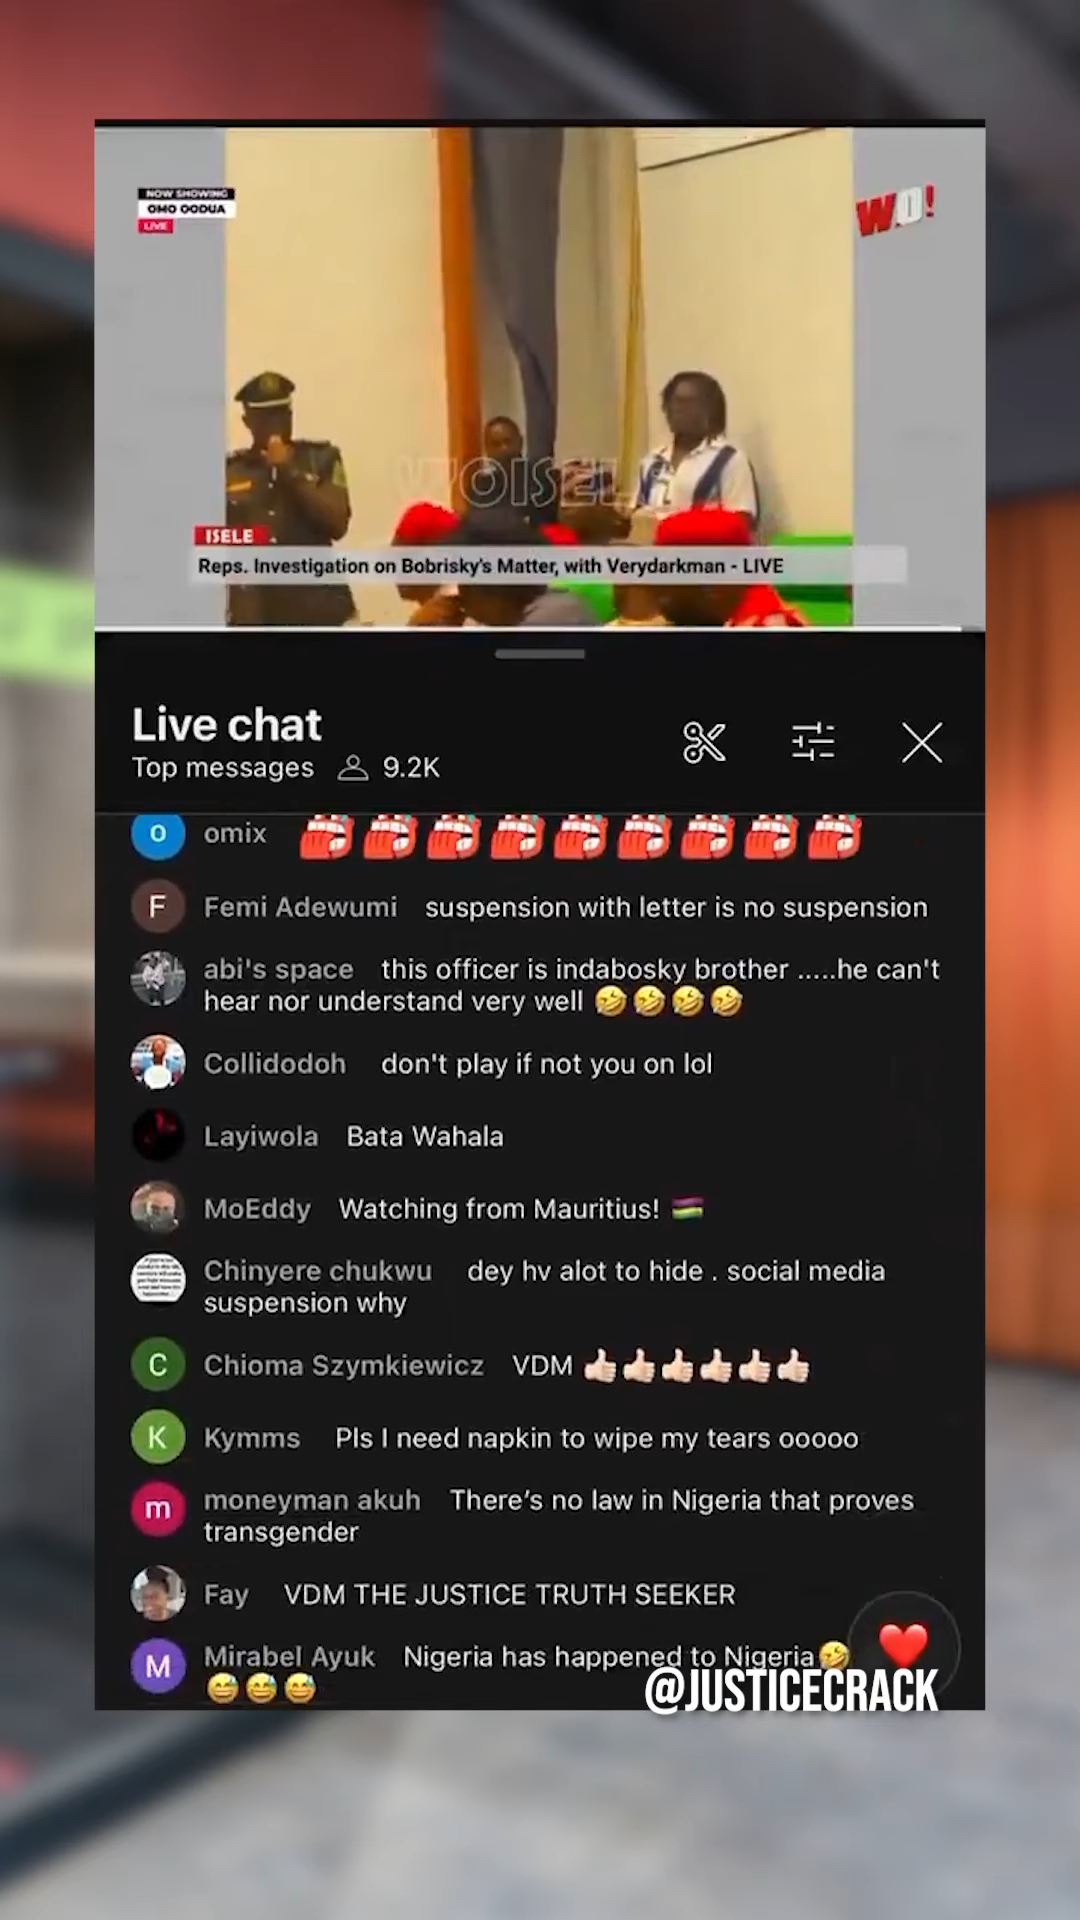 NOW SHOWING
OMO OODUA
LIVE
WO!
WOISELE
ISELE
Reps. Investigation on Bobrisky's Matter, with Verydarkman - LIVE
Live chat
Top messages 9.2K
o omix
F Femi Adewumi suspension with letter is no suspension
abi's space this officer is indabosky brother .....he can't
hear nor understand very well 🤣🤣🤣🤣
Collidodoh don't play if not you on lol
Layiwola Bata Wahala
MoEddy Watching from Mauritius! 🇲🇺
Chinyere chukwu dey hv alot to hide . social media
suspension why
C Chioma Szymkiewicz VDM 👍🏻👍🏻👍🏻👍🏻👍🏻👍🏻
K Kymms Pls I need napkin to wipe my tears ooooo
m moneyman akuh There's no law in Nigeria that proves
transgender
Fay VDM THE JUSTICE TRUTH SEEKER
M Mirabel Ayuk Nigeria has happened to Nigeria🤣
😅😅😅
@JUSTICECRACK